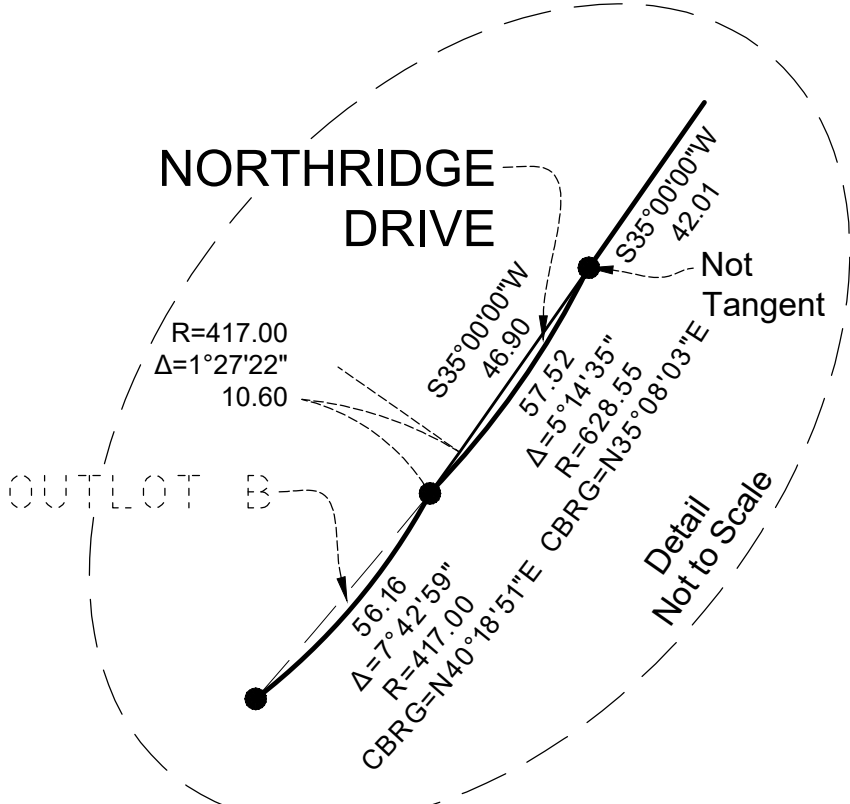 NORTHRIDGE
DRIVE
S35°00'00"W
42.01
Not
Tangent
S35°00'00"W
46.90
R=417.00
Δ=1°27'22"
10.60
57.52
Δ=5°14'35"
R=628.55
CBRG=N35°08'03"E
OUTLOT B
56.16
Δ=7°42'59"
R=417.00
CBRG=N40°18'51"E
Detail
Not to Scale